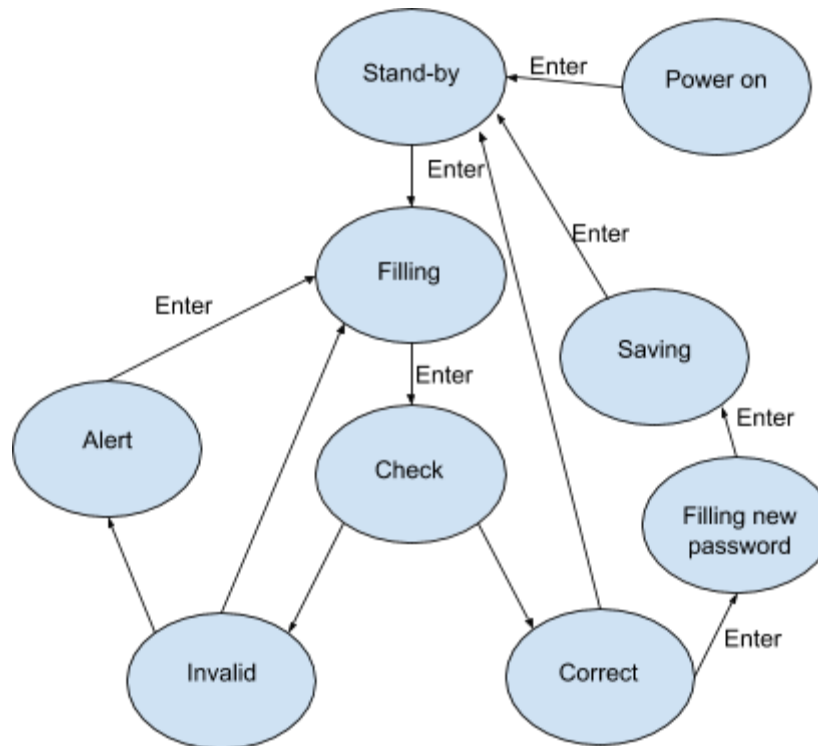 Stand-by
Enter
Power on
Enter
Enter
Filling
Enter
Saving
Enter
Alert
Check
Enter
Filling new
password
Enter
Invalid
Correct